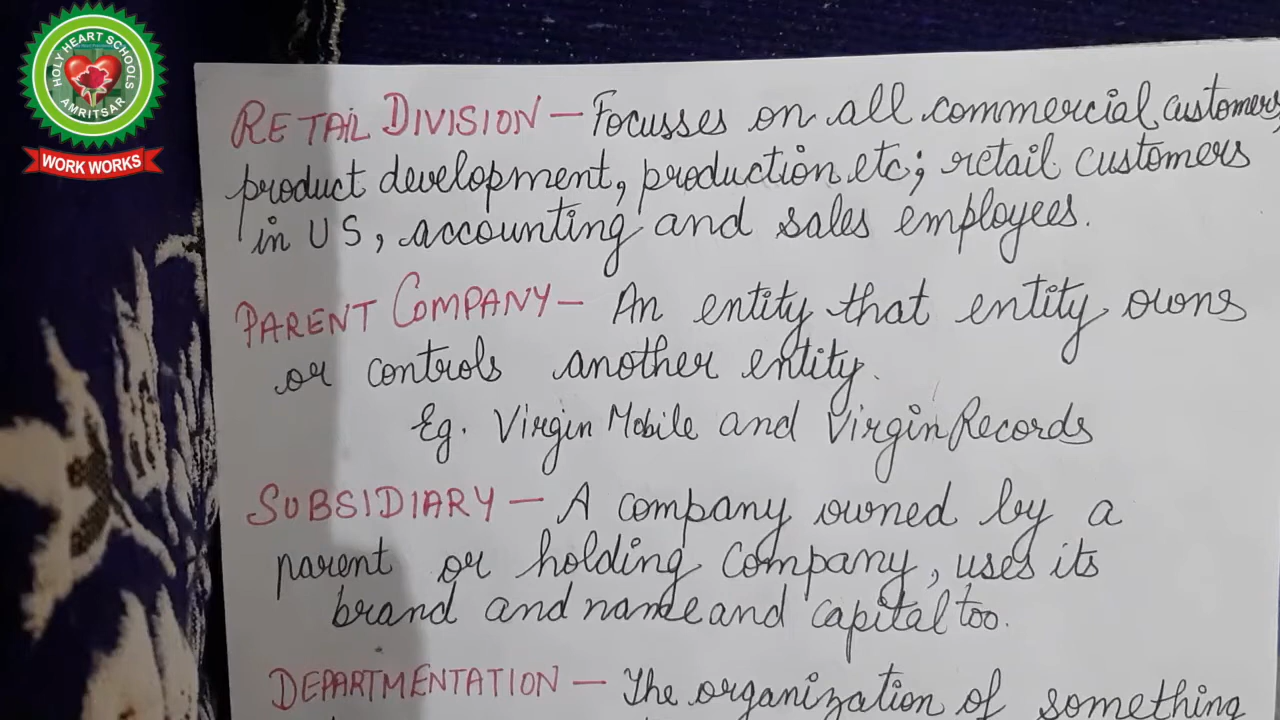 HOLY HEART SCHOOLS
AMRITSAR
WORK WORKS
RETAIL DIVISION - Focusses on all commercial customers,
product development, production etc; retail customers
in US, accounting and sales employees.
PARENT COMPANY - An entity that entity owns
or controls another entity.
Eg. Virgin Mobile and Virgin Records
SUBSIDIARY - A company owned by a
parent or holding company, uses its
brand and name and capital too.
DEPARTMENTATION - The organization of something